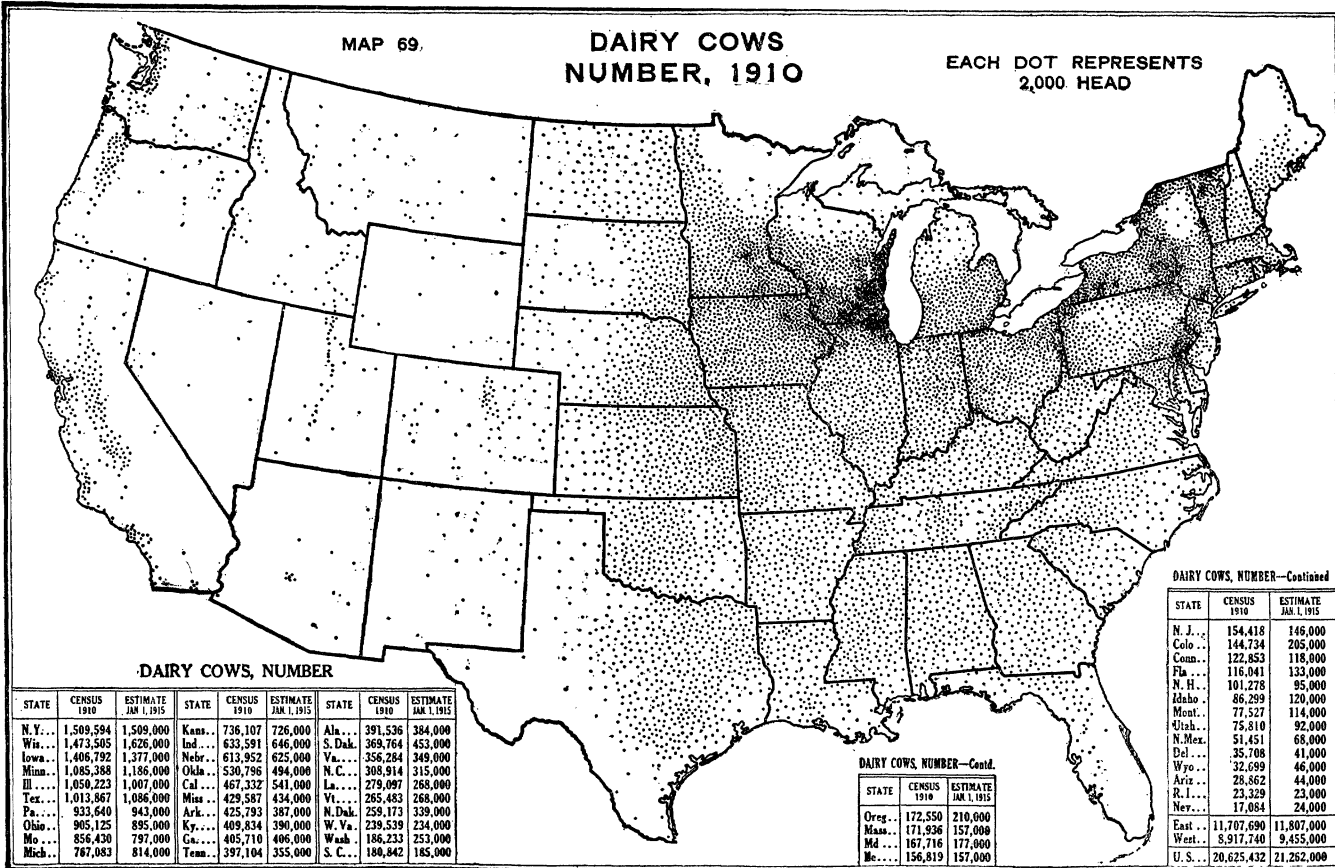 MAP 69.
DAIRY COWS
NUMBER, 1910
EACH DOT REPRESENTS
2,000 HEAD
DAIRY COWS, NUMBER
STATE CENSUS 1910 ESTIMATE JAN. 1, 1915 STATE CENSUS 1910 ESTIMATE JAN. 1, 1915 STATE CENSUS 1910 ESTIMATE JAN. 1, 1915
N.Y... 1,509,594 1,509,000 Kans.. 736,107 726,000 Ala.... 391,536 384,000
Wis... 1,473,505 1,626,000 Ind.... 633,591 646,000 S. Dak. 369,764 453,000
Iowa.. 1,406,792 1,377,000 Nebr.. 613,952 625,000 Va..... 356,284 349,000
Minn.. 1,085,388 1,186,000 Okla.. 530,796 494,000 N.C... 308,914 315,000
Ill.... 1,050,223 1,007,000 Cal... 467,332 541,000 La..... 279,097 268,000
Tex... 1,013,867 1,086,000 Miss.. 429,587 434,000 Vt..... 265,483 268,000
Pa.... 933,640 943,000 Ark... 425,793 387,000 N.Dak. 259,173 339,000
Ohio.. 905,125 895,000 Ky.... 409,834 390,000 W. Va. 239,539 234,000
Mo... 856,430 797,000 Ga.... 405,710 406,000 Wash. 186,233 253,000
Mich.. 767,083 814,000 Tenn. 397,104 355,000 S. C... 180,842 185,000
DAIRY COWS, NUMBER—Contd.
STATE CENSUS 1910 ESTIMATE JAN. 1, 1915
Oreg.. 172,550 210,000
Mass.. 171,936 157,000
Md... 167,716 177,000
Me.... 156,819 157,000
DAIRY COWS, NUMBER—Continued
STATE CENSUS 1910 ESTIMATE JAN. 1, 1915
N. J... 154,418 146,000
Colo.. 144,734 205,000
Conn.. 122,853 118,000
Fla... 116,041 133,000
N. H.. 101,278 95,000
Idaho. 86,299 120,000
Mont.. 77,527 114,000
Utah.. 75,810 92,000
N.Mex. 51,451 68,000
Del... 35,708 41,000
Wyo.. 32,699 46,000
Ariz.. 28,862 44,000
R. I... 23,329 23,000
Nev... 17,084 24,000
East.. 11,707,690 11,807,000
West.. 8,917,740 9,455,000
U. S... 20,625,432 21,262,000